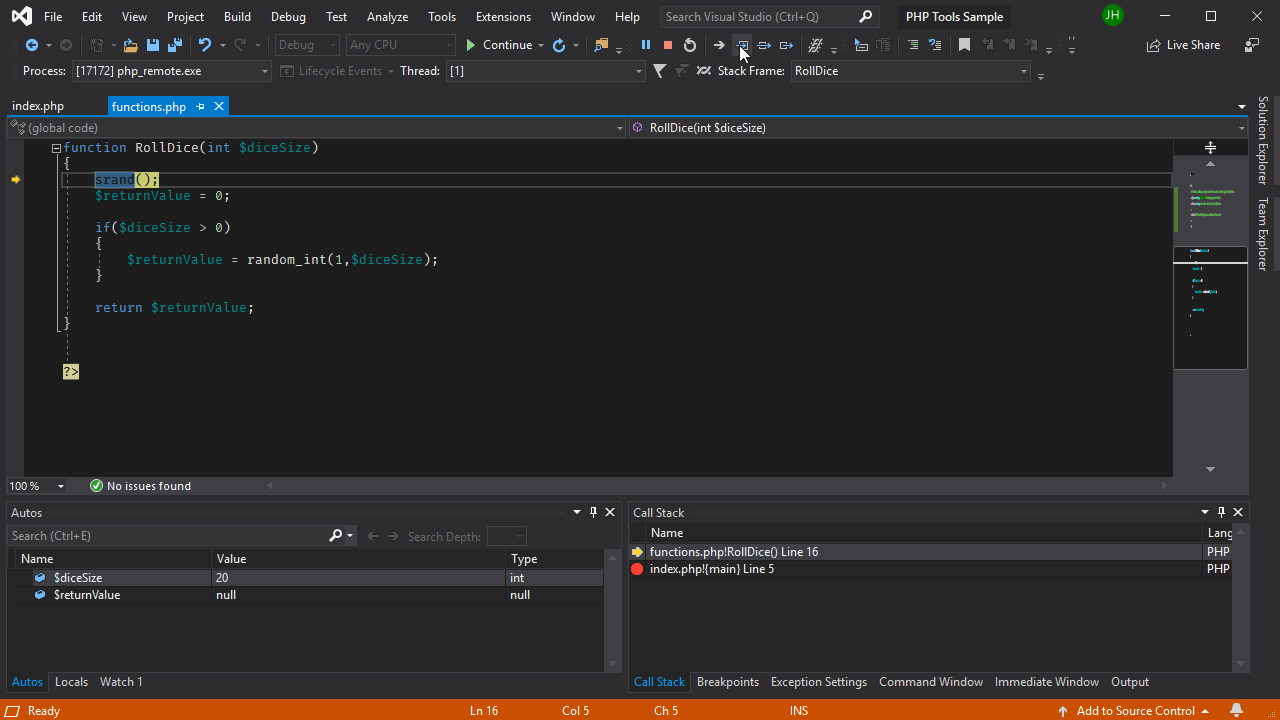 File Edit View Project Build Debug Test Analyze Tools Extensions Window Help Search Visual Studio (Ctrl+Q) PHP Tools Sample JH
Debug Any CPU Continue Live Share
Process: [17172] php_remote.exe Lifecycle Events Thread: [1] Stack Frame: RollDice
index.php functions.php
(global code) RollDice(int $diceSize)
function RollDice(int $diceSize)
{
srand();
$returnValue = 0;
if($diceSize > 0)
{
$returnValue = random_int(1,$diceSize);
}
return $returnValue;
}
?>
Solution Explorer
Team Explorer
100 % No issues found
Autos
Search (Ctrl+E) Search Depth:
Name Value Type
$diceSize 20 int
$returnValue null null
Autos Locals Watch 1
Call Stack
Name Lang
functions.php!RollDice() Line 16 PHP
index.php!{main} Line 5 PHP
Call Stack Breakpoints Exception Settings Command Window Immediate Window Output
Ready Ln 16 Col 5 Ch 5 INS Add to Source Control